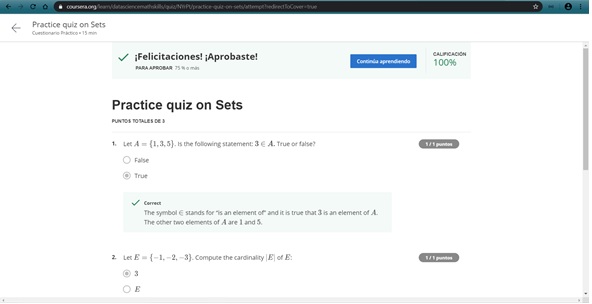 coursera.org/learn/datasciencemathskills/quiz/NYiPt/practice-quiz-on-sets/attempt?redirectToCover=true
Practice quiz on Sets
Cuestionario Práctico • 15 min
¡Felicitaciones! ¡Aprobaste!
PARA APROBAR 75 % o más
Continúa aprendiendo
CALIFICACIÓN
100%
Practice quiz on Sets
PUNTOS TOTALES DE 3
1. Let A = {1, 3, 5}. Is the following statement: 3 ∈ A. True or false?
1 / 1 puntos
False
True
Correct
The symbol ∈ stands for "is an element of" and it is true that 3 is an element of A.
The other two elements of A are 1 and 5.
2. Let E = {−1, −2, −3}. Compute the cardinality |E| of E:
1 / 1 puntos
3
E